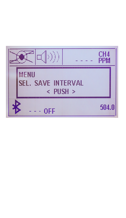 CH4
---- PPM
MENU
SEL. SAVE INTERVAL
< PUSH >
504.0
--- OFF